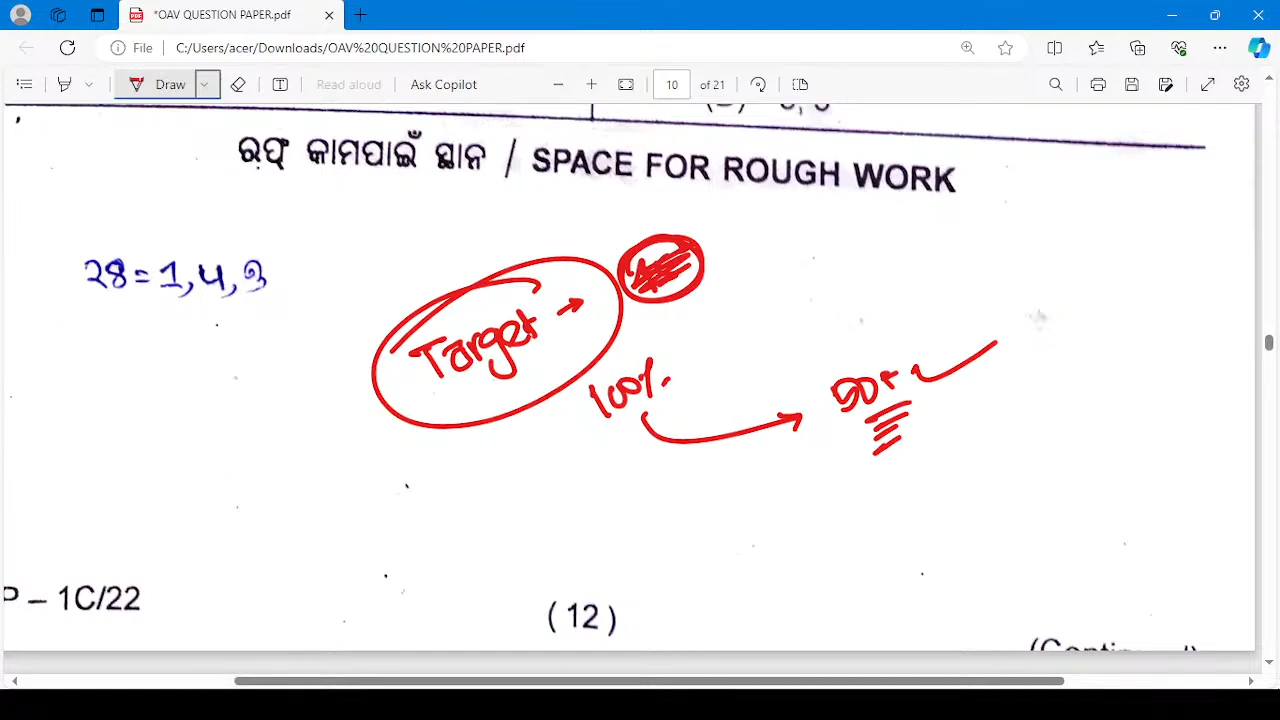 *OAV QUESTION PAPER.pdf
File C:/Users/acer/Downloads/OAV%20QUESTION%20PAPER.pdf
Draw Read aloud Ask Copilot 10 of 21
ରଫ୍ କାମପାଇଁ ସ୍ଥାନ / SPACE FOR ROUGH WORK
28=1,4,
Target →
100%
90+
P – 1C/22
( 12 )